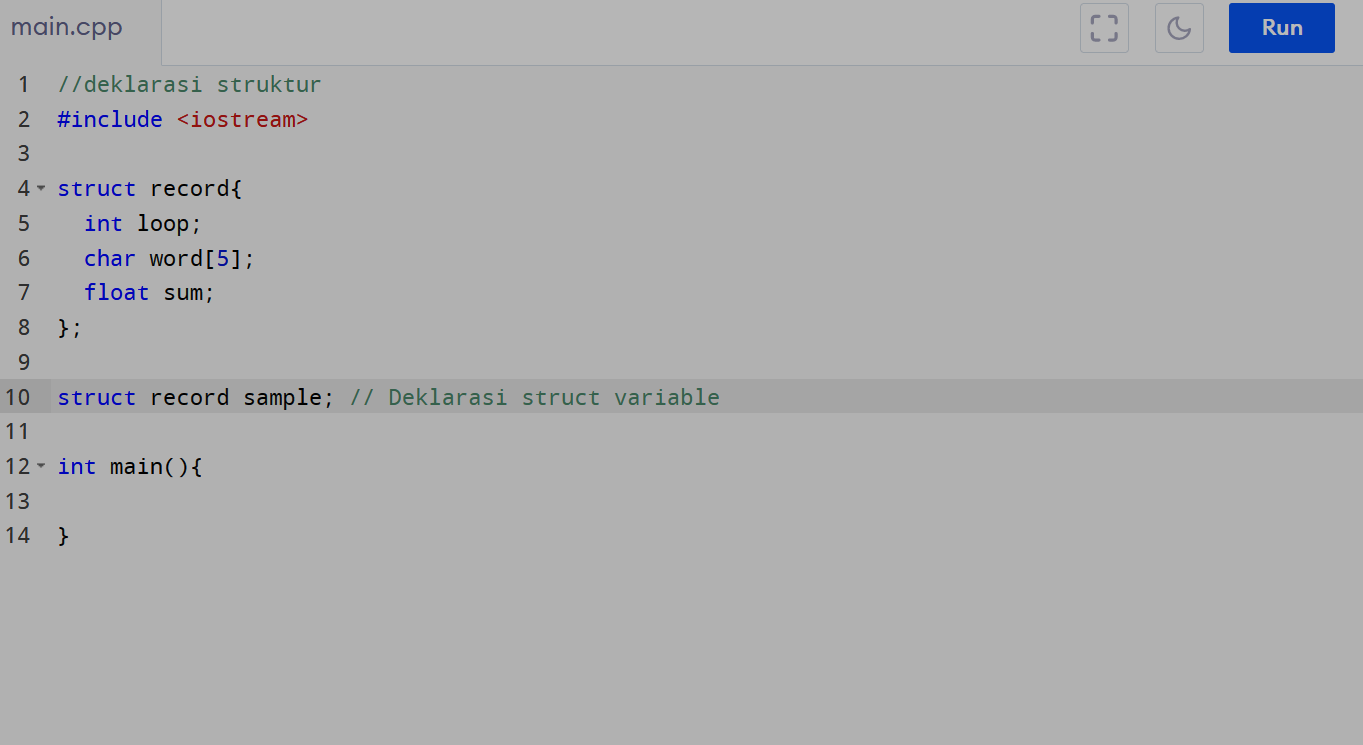 main.cpp
Run
1 //deklarasi struktur
2 #include <iostream>
3
4 struct record{
5   int loop;
6   char word[5];
7   float sum;
8 };
9
10 struct record sample; // Deklarasi struct variable
11
12 int main(){
13
14 }